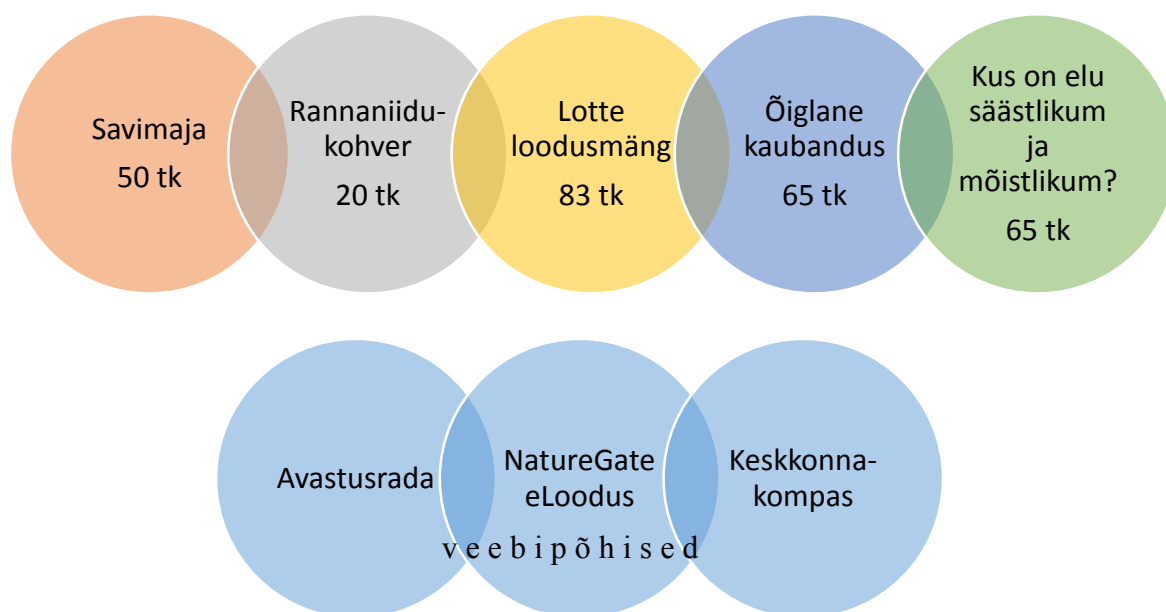 Savimaja
50 tk
Rannaniidu-
kohver
20 tk
Lotte
loodusmäng
83 tk
Õiglane
kaubandus
65 tk
Kus on elu
säästlikum
ja
mõistlikum?
65 tk
Avastusrada
NatureGate
eLoodus
Keskkonna-
kompas
veebipõhised